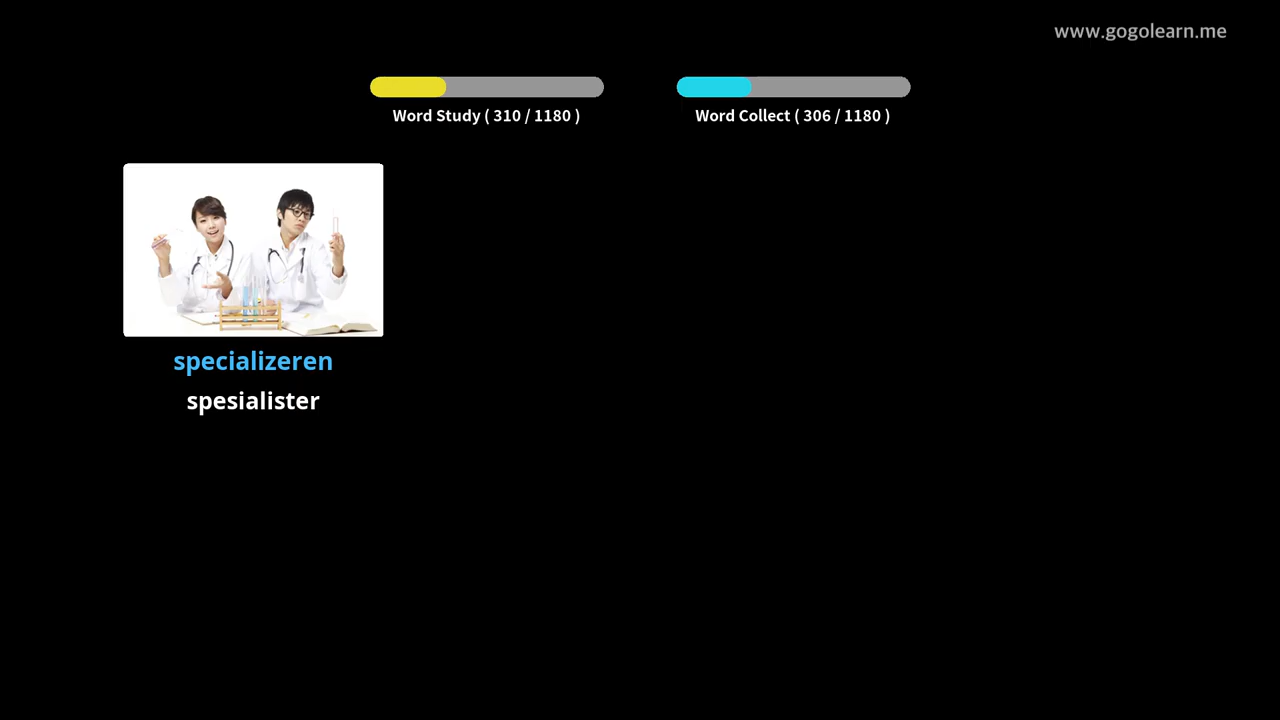 www.gogolearn.me
Word Study ( 310 / 1180 )
Word Collect ( 306 / 1180 )
specializeren
spesialister